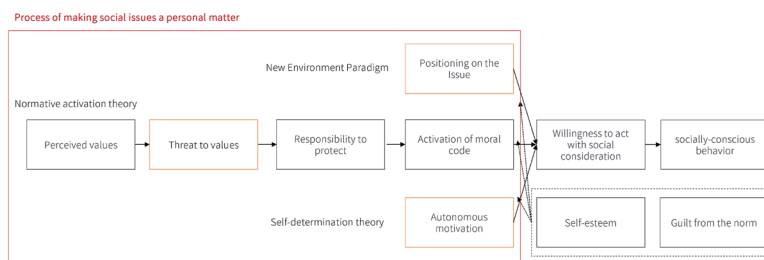 Process of making social issues a personal matter
New Environment Paradigm
Positioning on the
Issue
Normative activation theory
Perceived values
Threat to values
Responsibility to
protect
Activation of moral
code
Willingness to act
with social
consideration
socially-conscious
behavior
Self-determination theory
Autonomous
motivation
Self-esteem
Guilt from the norm